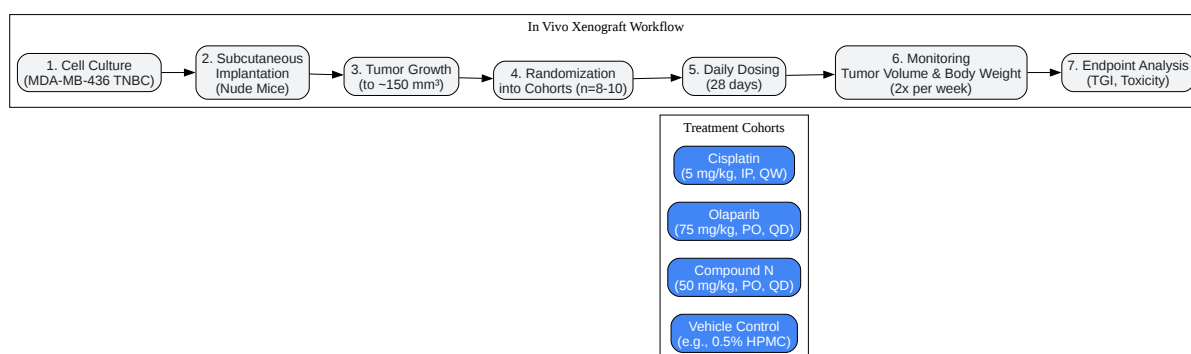 In Vivo Xenograft Workflow
1. Cell Culture
(MDA-MB-436 TNBC)
2. Subcutaneous
Implantation
(Nude Mice)
3. Tumor Growth
(to ~150 mm³)
4. Randomization
into Cohorts (n=8-10)
5. Daily Dosing
(28 days)
6. Monitoring
Tumor Volume & Body Weight
(2x per week)
7. Endpoint Analysis
(TGI, Toxicity)
Treatment Cohorts
Cisplatin
(5 mg/kg, IP, QW)
Olaparib
(75 mg/kg, PO, QD)
Compound N
(50 mg/kg, PO, QD)
Vehicle Control
(e.g., 0.5% HPMC)